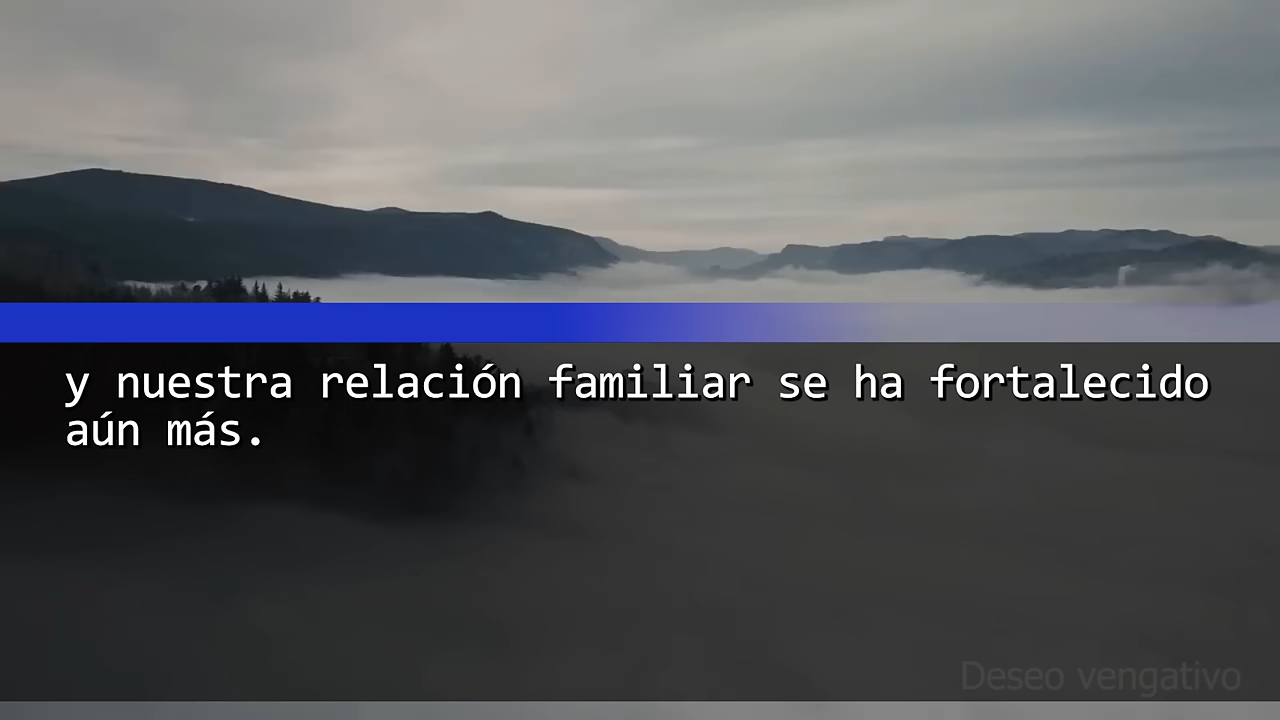 y nuestra relación familiar se ha fortalecido
aún más.
Deseo vengativo